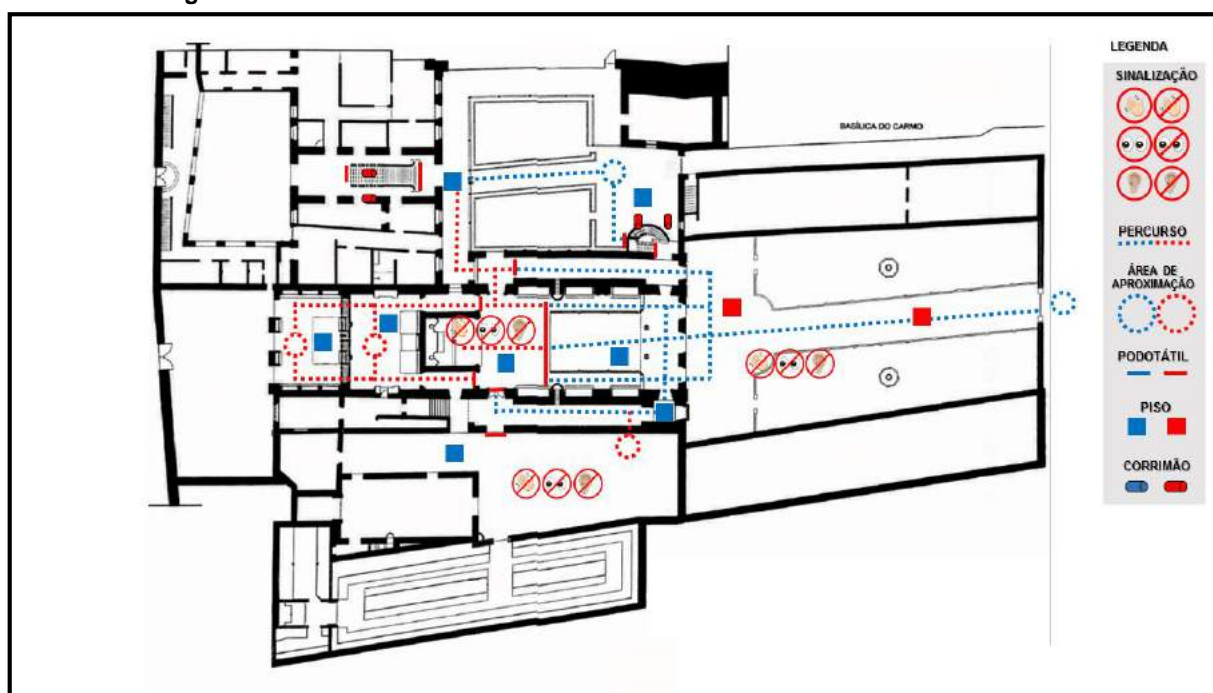 LEGENDA
SINALIZAÇÃO
BASÍLICA DO CARMO
PERCURSO
ÁREA DE
APROXIMAÇÃO
PODOTÁTIL
PISO
CORRIMÃO